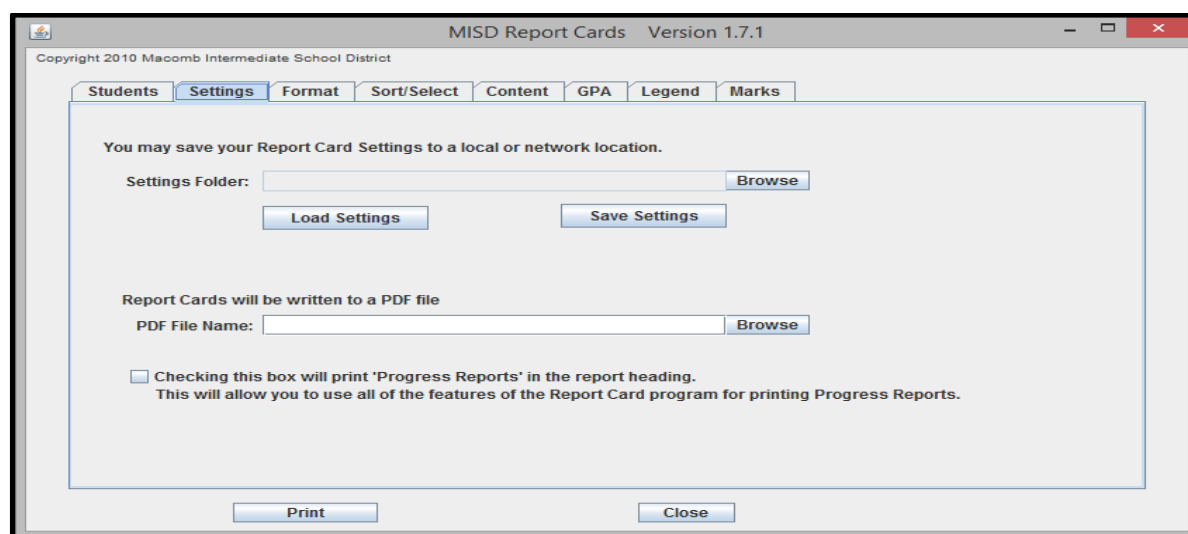 MISD Report Cards Version 1.7.1
Copyright 2010 Macomb Intermediate School District
Students Settings Format Sort/Select Content GPA Legend Marks
You may save your Report Card Settings to a local or network location.
Settings Folder: Browse
Load Settings Save Settings
Report Cards will be written to a PDF file
PDF File Name: Browse
Checking this box will print 'Progress Reports' in the report heading.
This will allow you to use all of the features of the Report Card program for printing Progress Reports.
Print Close